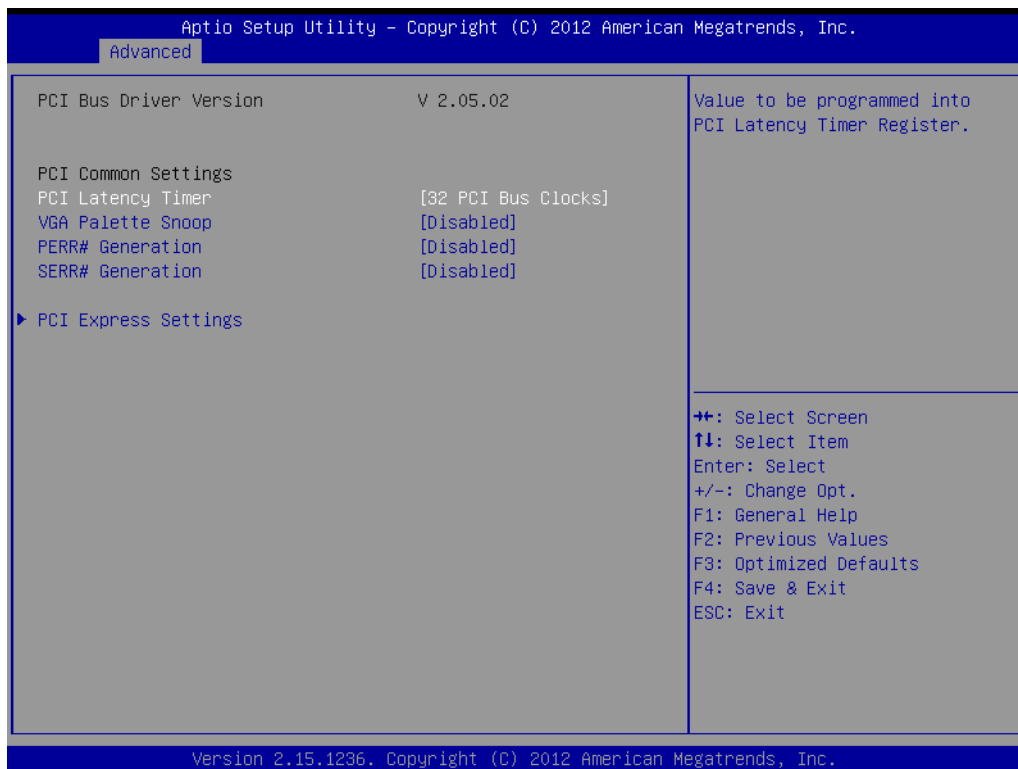 Aptio Setup Utility – Copyright (C) 2012 American Megatrends, Inc.
Advanced
PCI Bus Driver Version V 2.05.02
PCI Common Settings
PCI Latency Timer [32 PCI Bus Clocks]
VGA Palette Snoop [Disabled]
PERR# Generation [Disabled]
SERR# Generation [Disabled]
▶ PCI Express Settings
Value to be programmed into
PCI Latency Timer Register.
→←: Select Screen
↑↓: Select Item
Enter: Select
+/-: Change Opt.
F1: General Help
F2: Previous Values
F3: Optimized Defaults
F4: Save & Exit
ESC: Exit
Version 2.15.1236. Copyright (C) 2012 American Megatrends, Inc.